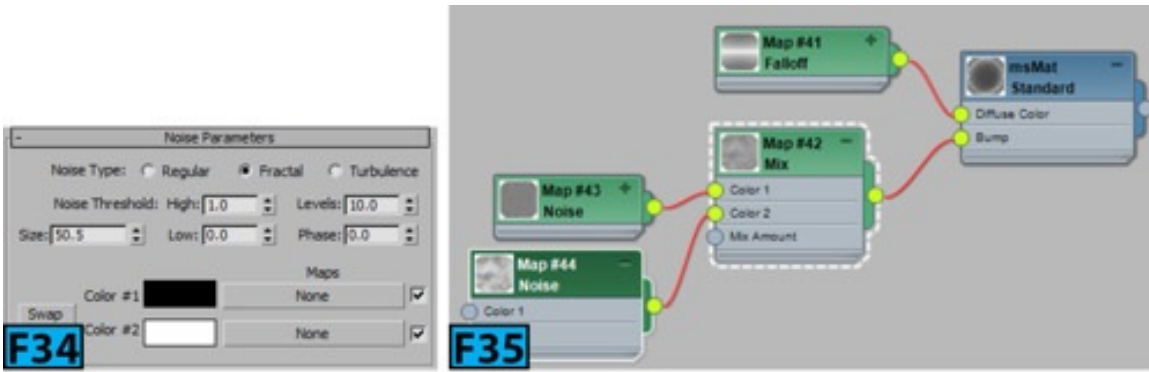 - Noise Parameters
Noise Type: Regular Fractal Turbulence
Noise Threshold: High: 1.0 Levels: 10.0
Size: 50.5 Low: 0.0 Phase: 0.0
Maps
Color #1 None
Swap
Color #2 None
F34
Map #41
Falloff
msMat
Standard
Diffuse Color
Bump
Map #42
Mix
Color 1
Color 2
Mix Amount
Map #43
Noise
Map #44
Noise
Color 1
F35